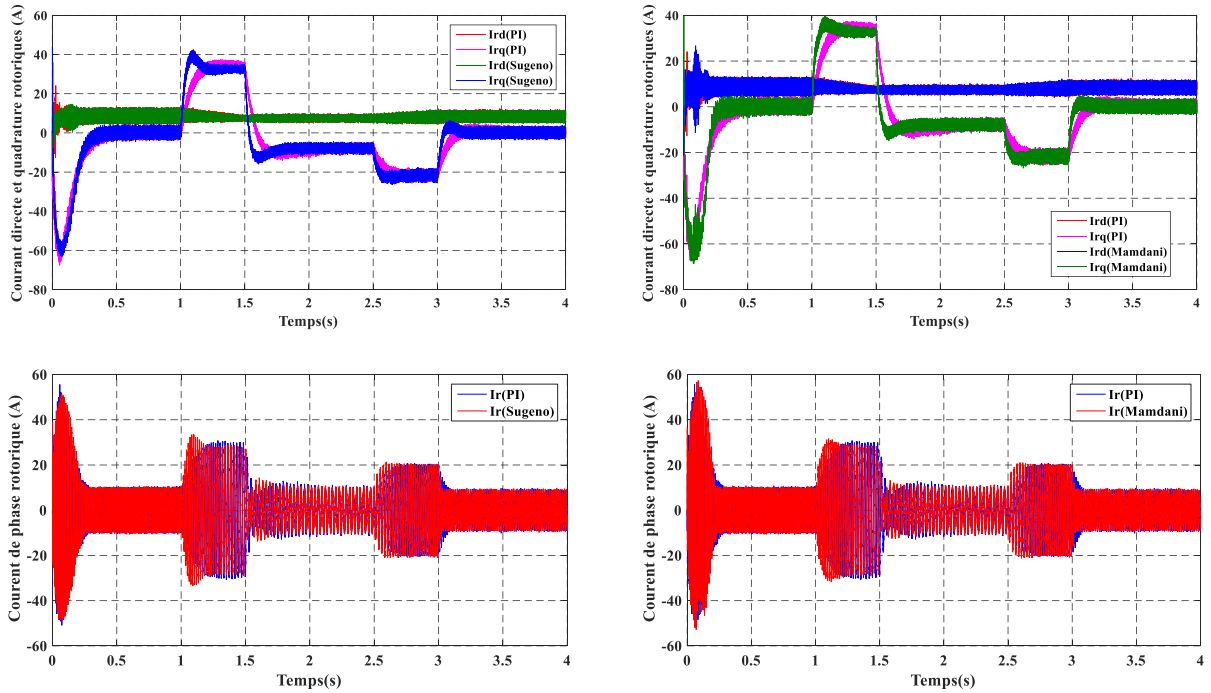 Courant directe et quadrature rotoriques (A)
60
40
20
0
-20
-40
-60
-80
Ird(PI)
Irq(PI)
Ird(Sugeno)
Irq(Sugeno)
0 0.5 1 1.5 2 2.5 3 3.5 4
Temps(s)
Courant directe et quadrature rotoriques (A)
40
20
0
-20
-40
-60
-80
Ird(PI)
Irq(PI)
Ird(Mamdani)
Irq(Mamdani)
0 0.5 1 1.5 2 2.5 3 3.5 4
Temps(s)
Courent de phase rotorique (A)
60
40
20
0
-20
-40
-60
Ir(PI)
Ir(Sugeno)
0 0.5 1 1.5 2 2.5 3 3.5 4
Temps(s)
Courent de phase rotorique (A)
60
40
20
0
-20
-40
-60
Ir(PI)
Ir(Mamdani)
0 0.5 1 1.5 2 2.5 3 3.5 4
Temps(s)